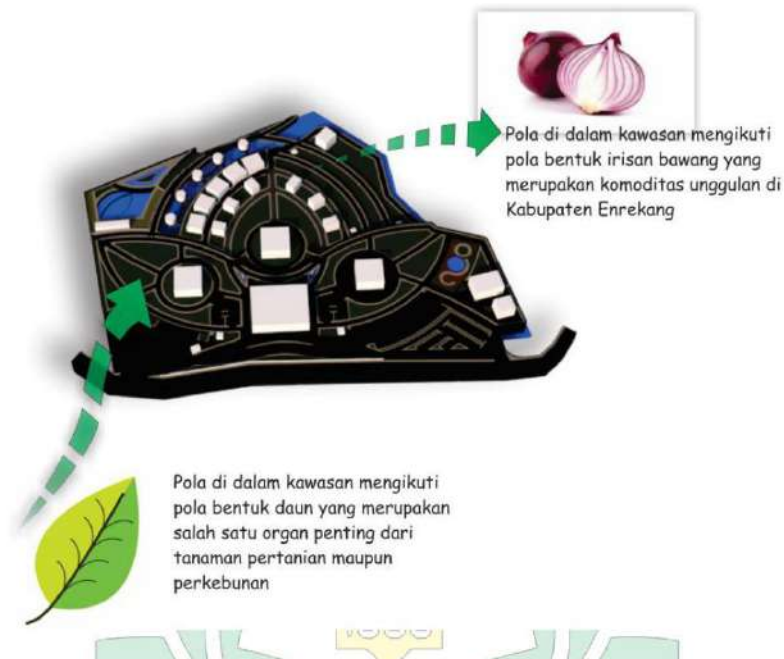 Pola di dalam kawasan mengikuti
pola bentuk irisan bawang yang
merupakan komoditas unggulan di
Kabupaten Enrekang
Pola di dalam kawasan mengikuti
pola bentuk daun yang merupakan
salah satu organ penting dari
tanaman pertanian maupun
perkebunan